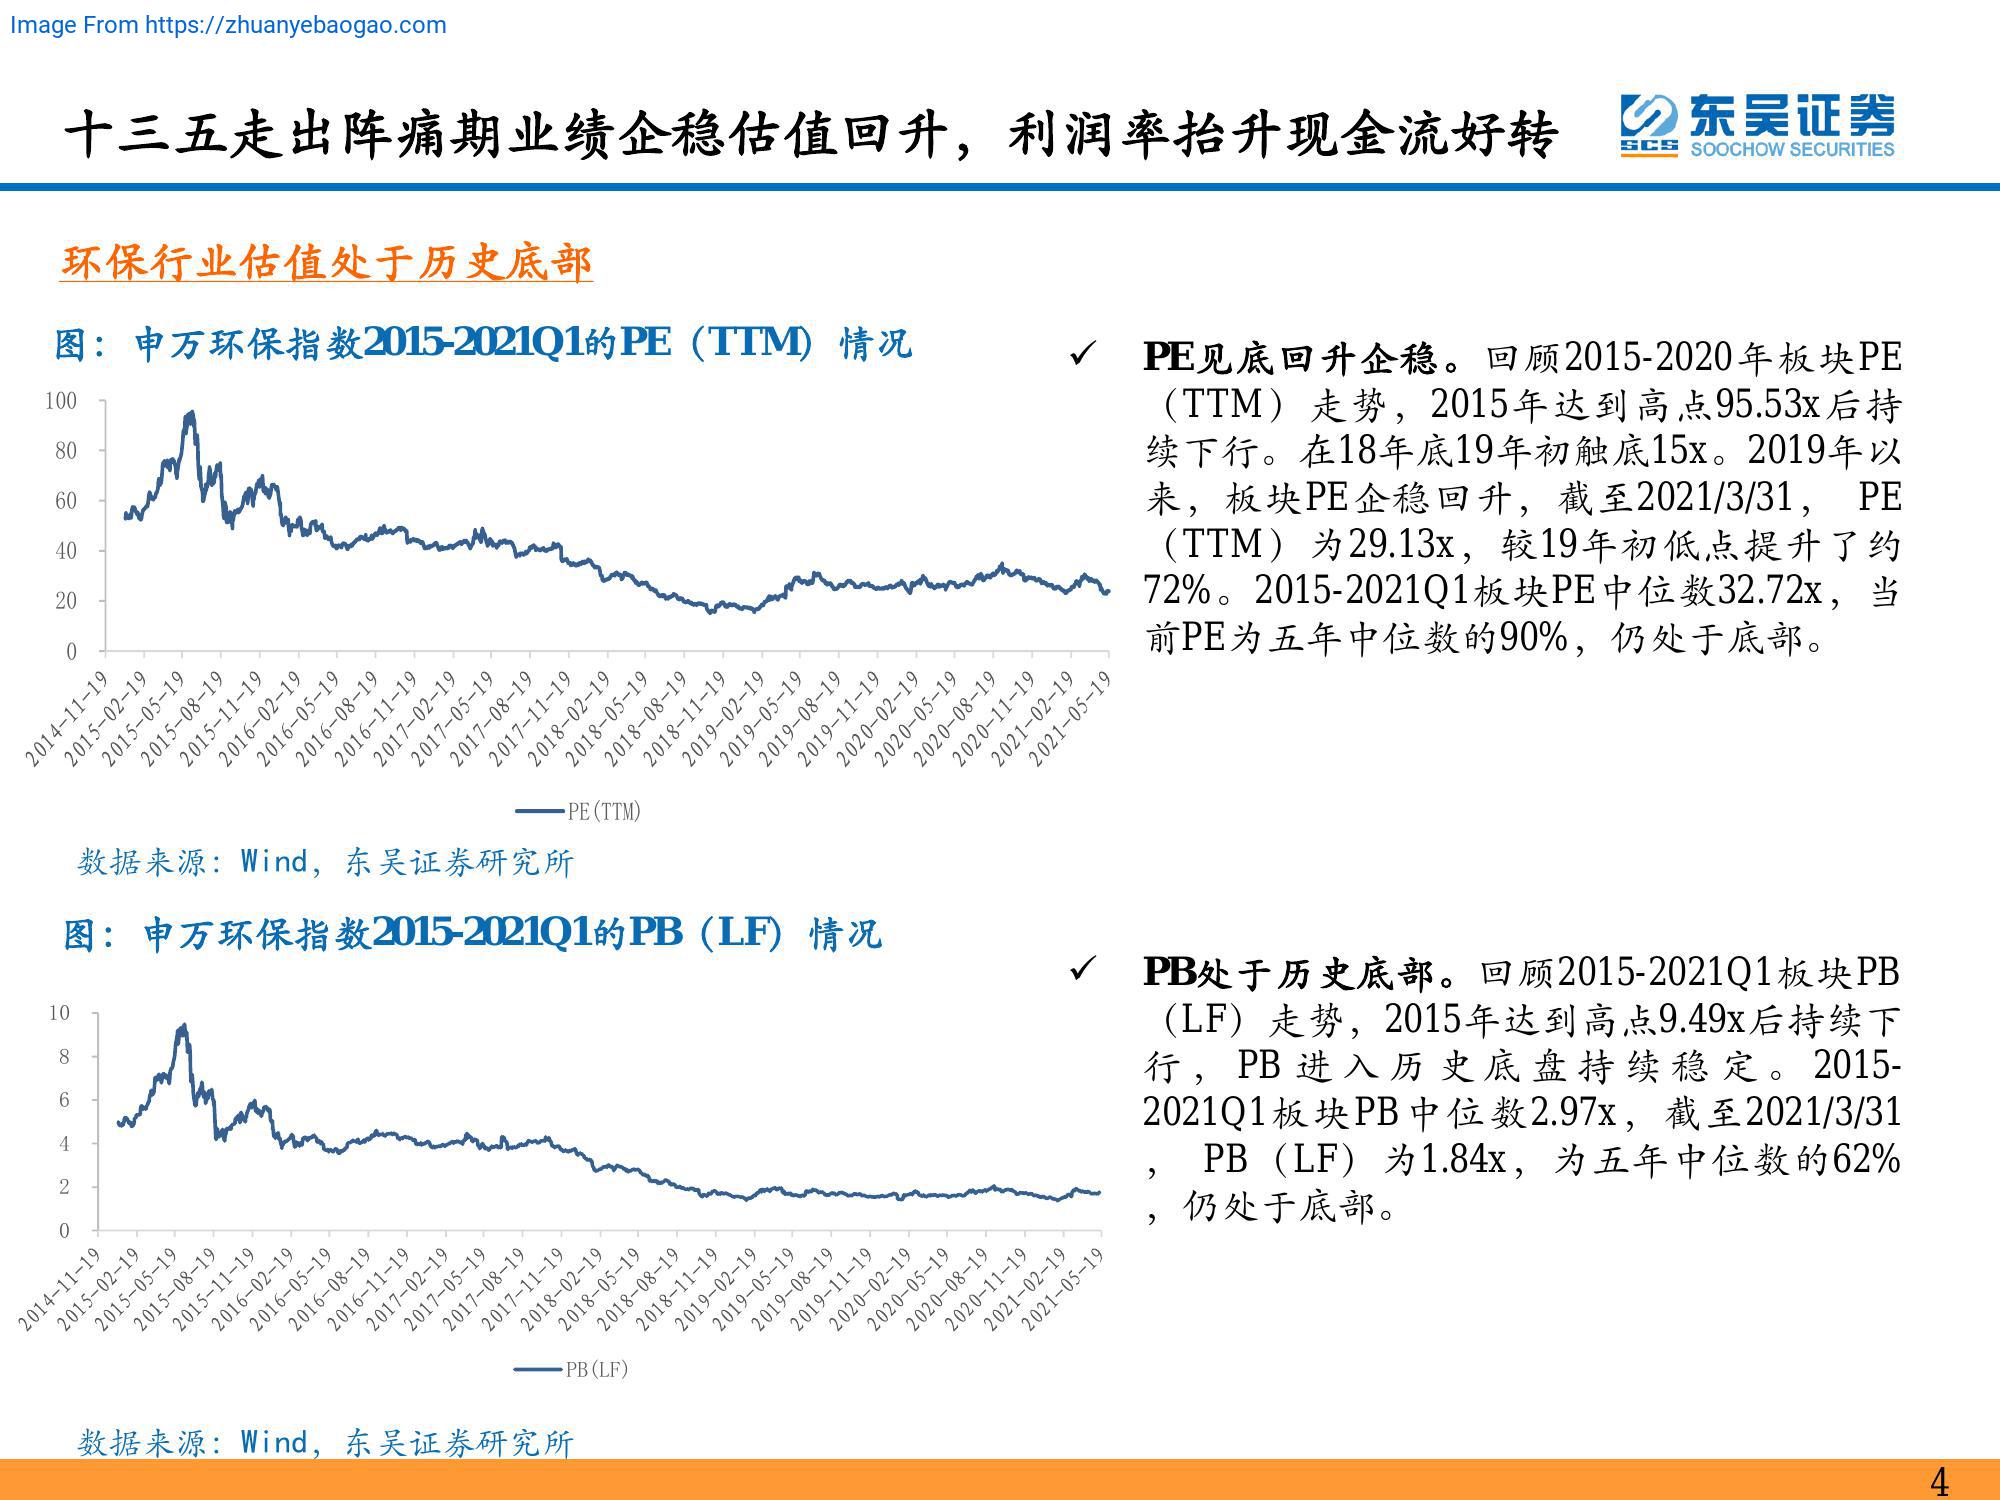 Image From https://zhuanyebaogao.com
十三五走出阵痛期业绩企稳估值回升，利润率抬升现金流好转
东吴证券
SCS SOOCHOW SECURITIES
环保行业估值处于历史底部
图：申万环保指数2015-2021Q1的PE（TTM）情况
100
80
60
40
20
0
2014-11-19
2015-02-19
2015-05-19
2015-08-19
2015-11-19
2016-02-19
2016-05-19
2016-08-19
2016-11-19
2017-02-19
2017-05-19
2017-08-19
2017-11-19
2018-02-19
2018-05-19
2018-08-19
2018-11-19
2019-02-19
2019-05-19
2019-08-19
2019-11-19
2020-02-19
2020-05-19
2020-08-19
2020-11-19
2021-02-19
2021-05-19
PE(TTM)
数据来源：Wind，东吴证券研究所
✓ PE见底回升企稳。回顾2015-2020年板块PE
（TTM）走势，2015年达到高点95.53x后持
续下行。在18年底19年初触底15x。2019年以
来，板块PE企稳回升，截至2021/3/31， PE
（TTM）为29.13x，较19年初低点提升了约
72%。2015-2021Q1板块PE中位数32.72x，当
前PE为五年中位数的90%，仍处于底部。
图：申万环保指数2015-2021Q1的PB（LF）情况
10
8
6
4
2
0
2014-11-19
2015-02-19
2015-05-19
2015-08-19
2015-11-19
2016-02-19
2016-05-19
2016-08-19
2016-11-19
2017-02-19
2017-05-19
2017-08-19
2017-11-19
2018-02-19
2018-05-19
2018-08-19
2018-11-19
2019-02-19
2019-05-19
2019-08-19
2019-11-19
2020-02-19
2020-05-19
2020-08-19
2020-11-19
2021-02-19
2021-05-19
PB(LF)
数据来源：Wind，东吴证券研究所
✓ PB处于历史底部。回顾2015-2021Q1板块PB
（LF）走势，2015年达到高点9.49x后持续下
行，PB进入历史底盘持续稳定。2015-
2021Q1板块PB中位数2.97x，截至2021/3/31
， PB（LF）为1.84x，为五年中位数的62%
，仍处于底部。
4